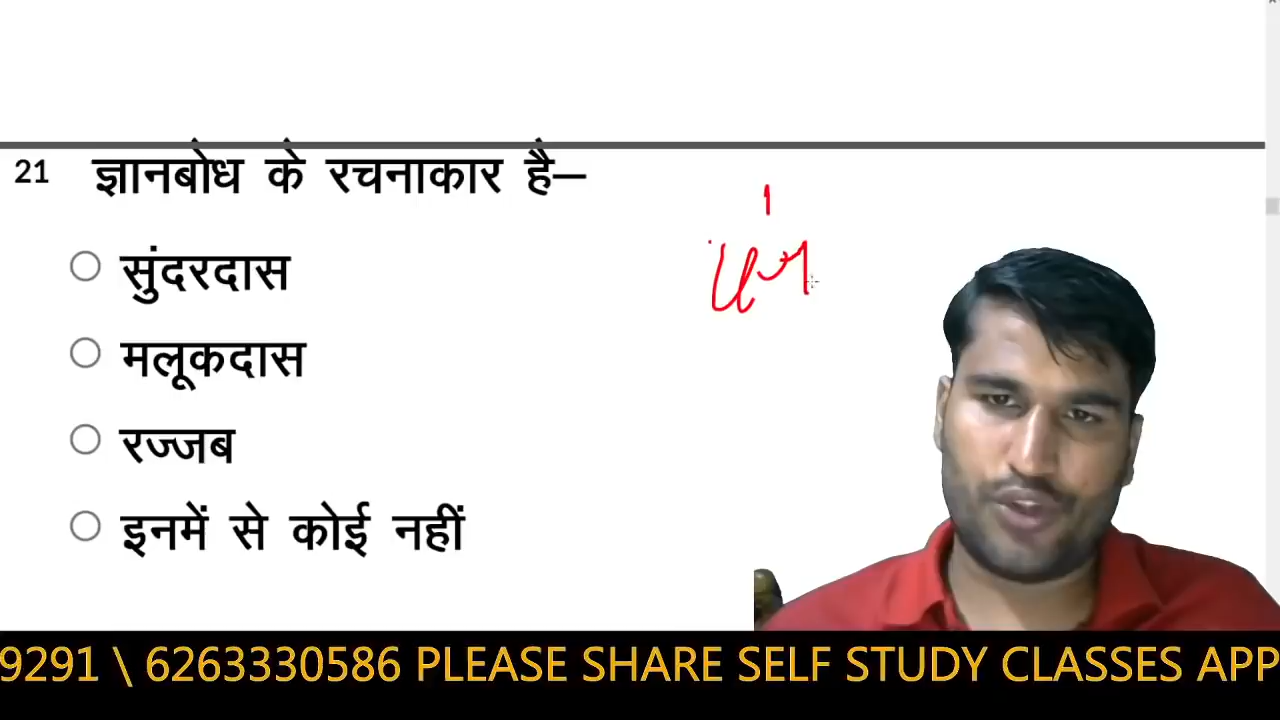 21 ज्ञानबोध के रचनाकार है–
सुंदरदास
मलूकदास
रज्जब
इनमें से कोई नहीं
9291 \ 6263330586 PLEASE SHARE SELF STUDY CLASSES APP